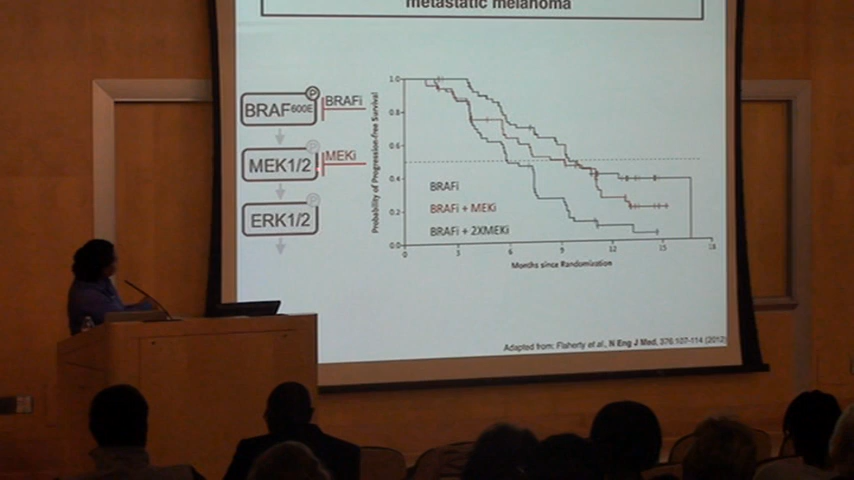 metastatic melanoma
BRAF600E
P
BRAFi
MEK1/2
P
MEKi
ERK1/2
P
Probability of Progression-free Survival
1.0
0.8
0.6
0.4
0.2
0.0
BRAFi
BRAFi + MEKi
BRAFi + 2XMEKi
0 3 6 9 12 15 18
Months since Randomization
Adapted from: Flaherty et al., N Eng J Med, 376:107-114 (2012)